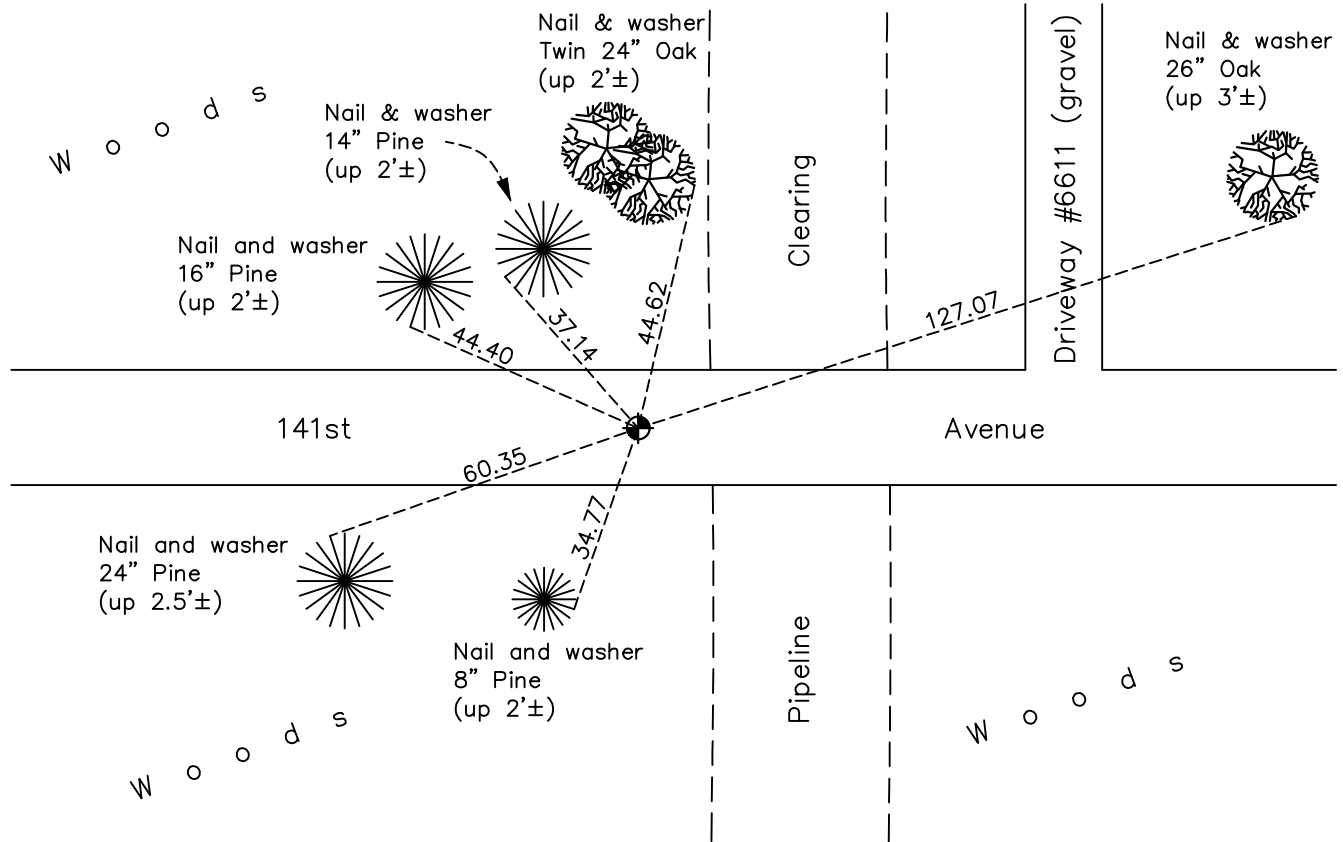 Nail & washer
Twin 24” Oak
(up 2’±)
Nail & washer
26” Oak
(up 3’±)
Woods
Nail & washer
14” Pine
(up 2’±)
Nail and washer
16” Pine
(up 2’±)
Clearing
Driveway #6611 (gravel)
44.40
37.14
44.62
127.07
141st Avenue
60.35
34.77
Nail and washer
24” Pine
(up 2.5’±)
Nail and washer
8” Pine
(up 2’±)
Pipeline
Woods
Woods